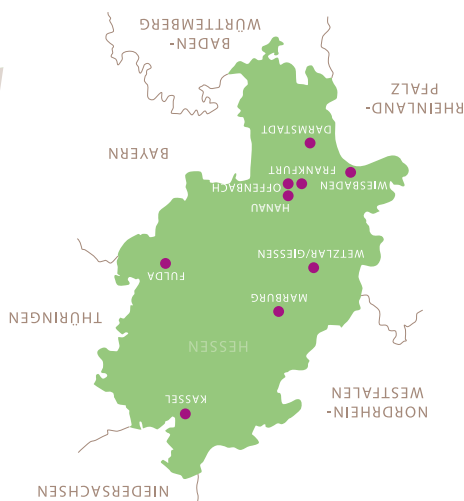 NIEDERSACHSEN
NORDRHEIN-
WESTFALEN
KASSEL
HESSEN
THÜRINGEN
MARBURG
FULDA
WETZLAR/GIESSEN
HANAU
OFFENBACH
WIESBADEN
FRANKFURT
BAYERN
DARMSTADT
RHEINLAND-
PFALZ
BADEN-
WÜRTTEMBERG